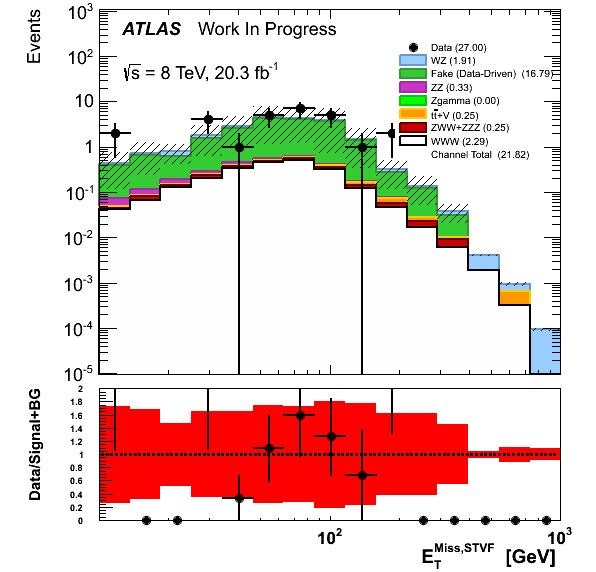 Events
10³
10²
10
1
10⁻¹
10⁻²
10⁻³
10⁻⁴
10⁻⁵
ATLAS Work In Progress
√s = 8 TeV, 20.3 fb⁻¹
Data (27.00)
WZ (1.91)
Fake (Data-Driven) (16.79)
ZZ (0.33)
Zgamma (0.00)
tt̄+V (0.25)
ZWW+ZZZ (0.25)
WWW (2.29)
Channel Total (21.82)
Data/Signal+BG
2
1.8
1.6
1.4
1.2
1
0.8
0.6
0.4
0.2
0
10² 10³
E_T^Miss,STVF [GeV]